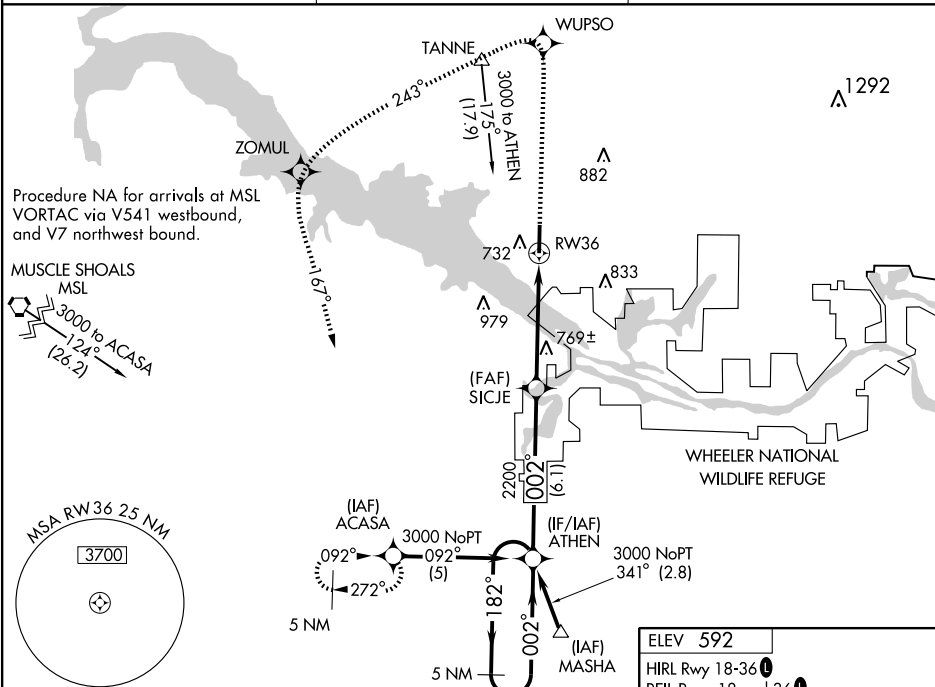 WUPSO
TANNE
3000 to ATHEN
175°
(17.9)
243°
1292
ZOMUL
882
Procedure NA for arrivals at MSL
VORTAC via V541 westbound,
and V7 northwest bound.
732
RW36
833
MUSCLE SHOALS
MSL
3000 to ACASA
124°
(26.2)
167°
979
769±
(FAF)
SICJE
WHEELER NATIONAL
WILDLIFE REFUGE
2200
002°
(6.1)
MSA RW36 25 NM
3700
(IAF)
ACASA
3000 NoPT
092°
(5)
092°
272°
5 NM
(IF/IAF)
ATHEN
3000 NoPT
341° (2.8)
182°
002°
5 NM
(IAF)
MASHA
ELEV 592
HIRL Rwy 18-36 L